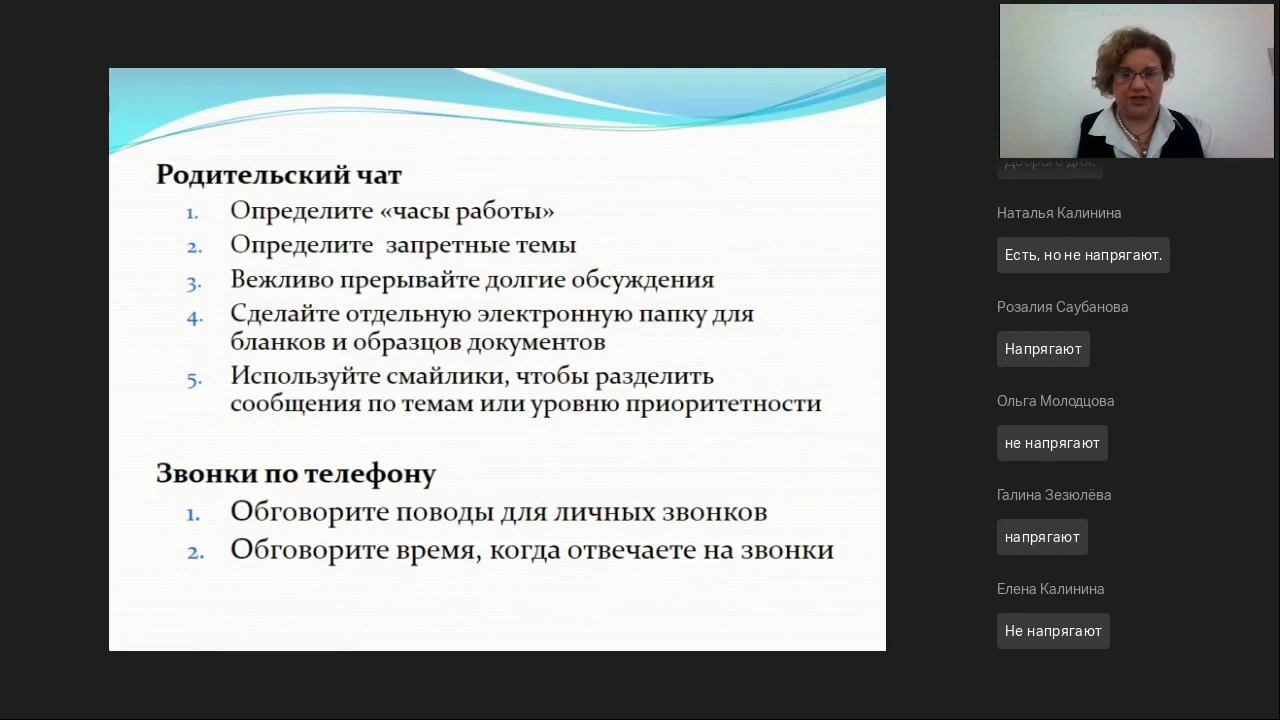 Родительский чат
1. Определите «часы работы»
2. Определите запретные темы
3. Вежливо прерывайте долгие обсуждения
4. Сделайте отдельную электронную папку для
бланков и образцов документов
5. Используйте смайлики, чтобы разделить
сообщения по темам или уровню приоритетности
Звонки по телефону
1. Обговорите поводы для личных звонков
2. Обговорите время, когда отвечаете на звонки
Доброго дня.
Наталья Калинина
Есть, но не напрягают.
Розалия Саубанова
Напрягают
Ольга Молодцова
не напрягают
Галина Зезюлёва
напрягают
Елена Калинина
Не напрягают